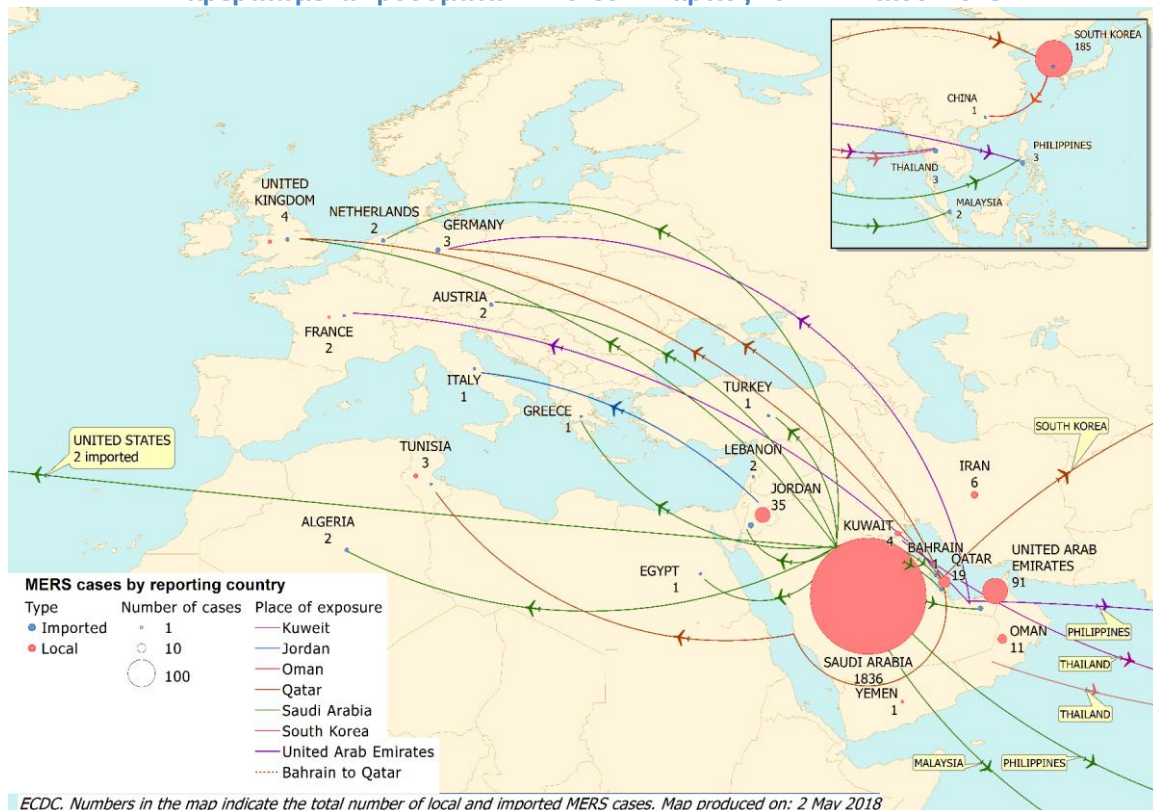 SOUTH KOREA
185
CHINA
1
PHILIPPINES
3
THAILAND
3
MALAYSIA
2
UNITED
KINGDOM
4
NETHERLANDS
2
GERMANY
3
AUSTRIA
2
FRANCE
2
ITALY
1
GREECE
1
TURKEY
1
TUNISIA
3
LEBANON
2
SOUTH KOREA
UNITED STATES
2 imported
IRAN
6
JORDAN
35
ALGERIA
2
KUWAIT
4
BAHRAIN
1
QATAR
19
UNITED ARAB
EMIRATES
91
EGYPT
1
PHILIPPINES
OMAN
11
THAILAND
SAUDI ARABIA
1836
YEMEN
1
THAILAND
MALAYSIA
PHILIPPINES
MERS cases by reporting country
Type
Imported
Local
Number of cases
1
10
100
Place of exposure
Kuweit
Jordan
Oman
Qatar
Saudi Arabia
South Korea
United Arab Emirates
Bahrain to Qatar
ECDC. Numbers in the map indicate the total number of local and imported MERS cases. Map produced on: 2 May 2018